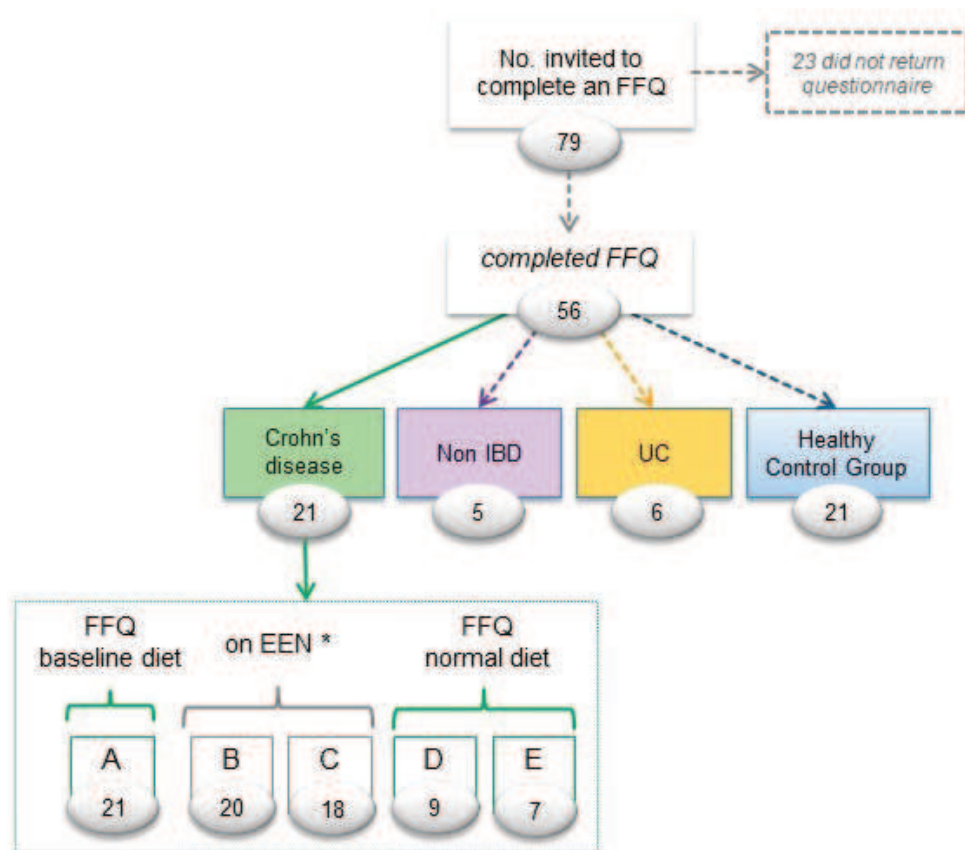 No. invited to
complete an FFQ
79
23 did not return
questionnaire
completed FFQ
56
Crohn's
disease
21
Non IBD
5
UC
6
Healthy
Control Group
21
FFQ
baseline diet
on EEN *
FFQ
normal diet
A
21
B
20
C
18
D
9
E
7